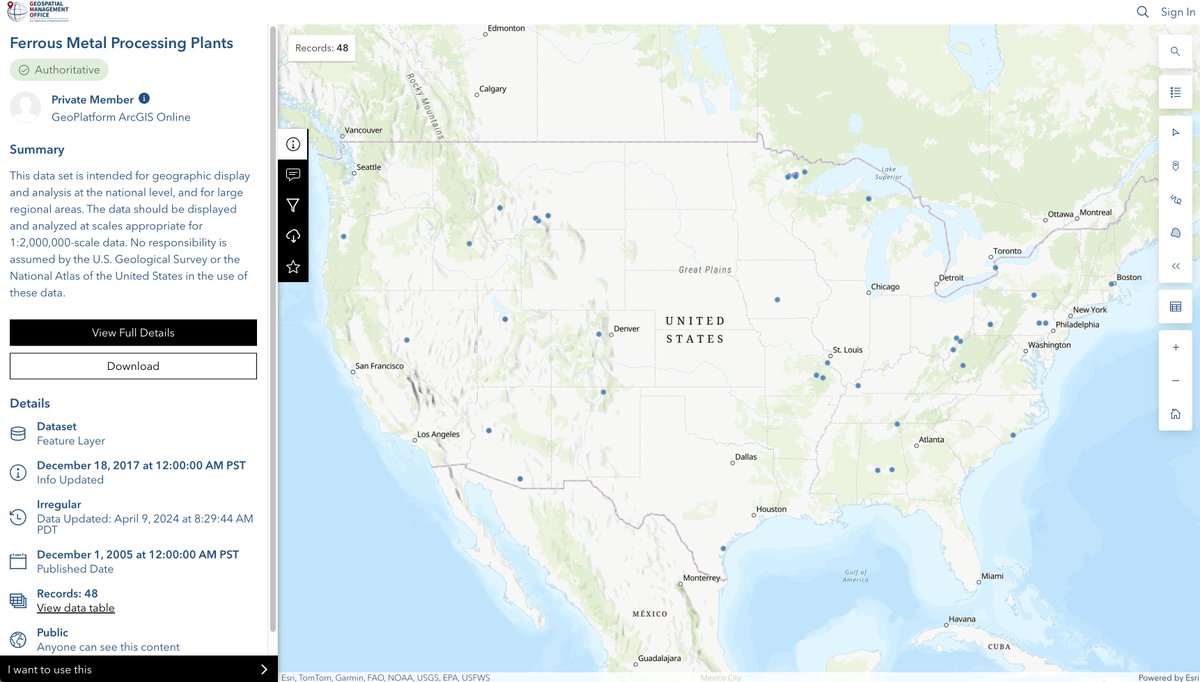 GEOSPATIAL
MANAGEMENT
OFFICE
Sign In
Ferrous Metal Processing Plants
Authoritative
Private Member
GeoPlatform ArcGIS Online
Summary
This data set is intended for geographic display
and analysis at the national level, and for large
regional areas. The data should be displayed
and analyzed at scales appropriate for
1:2,000,000-scale data. No responsibility is
assumed by the U.S. Geological Survey or the
National Atlas of the United States in the use of
these data.
View Full Details
Download
Details
Dataset
Feature Layer
December 18, 2017 at 12:00:00 AM PST
Info Updated
Irregular
Data Updated: April 9, 2024 at 8:29:44 AM
PDT
December 1, 2005 at 12:00:00 AM PST
Published Date
Records: 48
View data table
Public
Anyone can see this content
I want to use this
Records: 48
Edmonton
Rocky Mountains
Calgary
Vancouver
Seattle
Lake
Superior
Ottawa
Montreal
Toronto
Great Plains
Detroit
Boston
Chicago
New York
UNITED
STATES
Denver
Philadelphia
Washington
St. Louis
San Francisco
Los Angeles
Atlanta
Dallas
Houston
Gulf of
America
Miami
Monterrey
MÉXICO
Havana
CUBA
Guadalajara
Mexico City
Esri, TomTom, Garmin, FAO, NOAA, USGS, EPA, USFWS
Powered by Esri